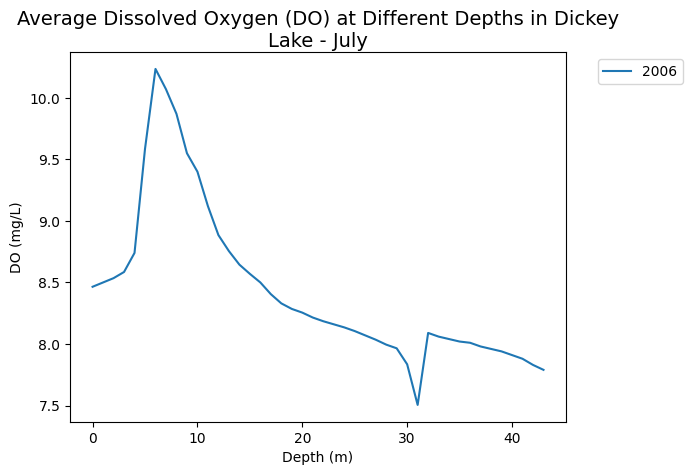 Average Dissolved Oxygen (DO) at Different Depths in Dickey
Lake - July
2006
10.0
9.5
9.0
8.5
8.0
7.5
DO (mg/L)
0 10 20 30 40
Depth (m)